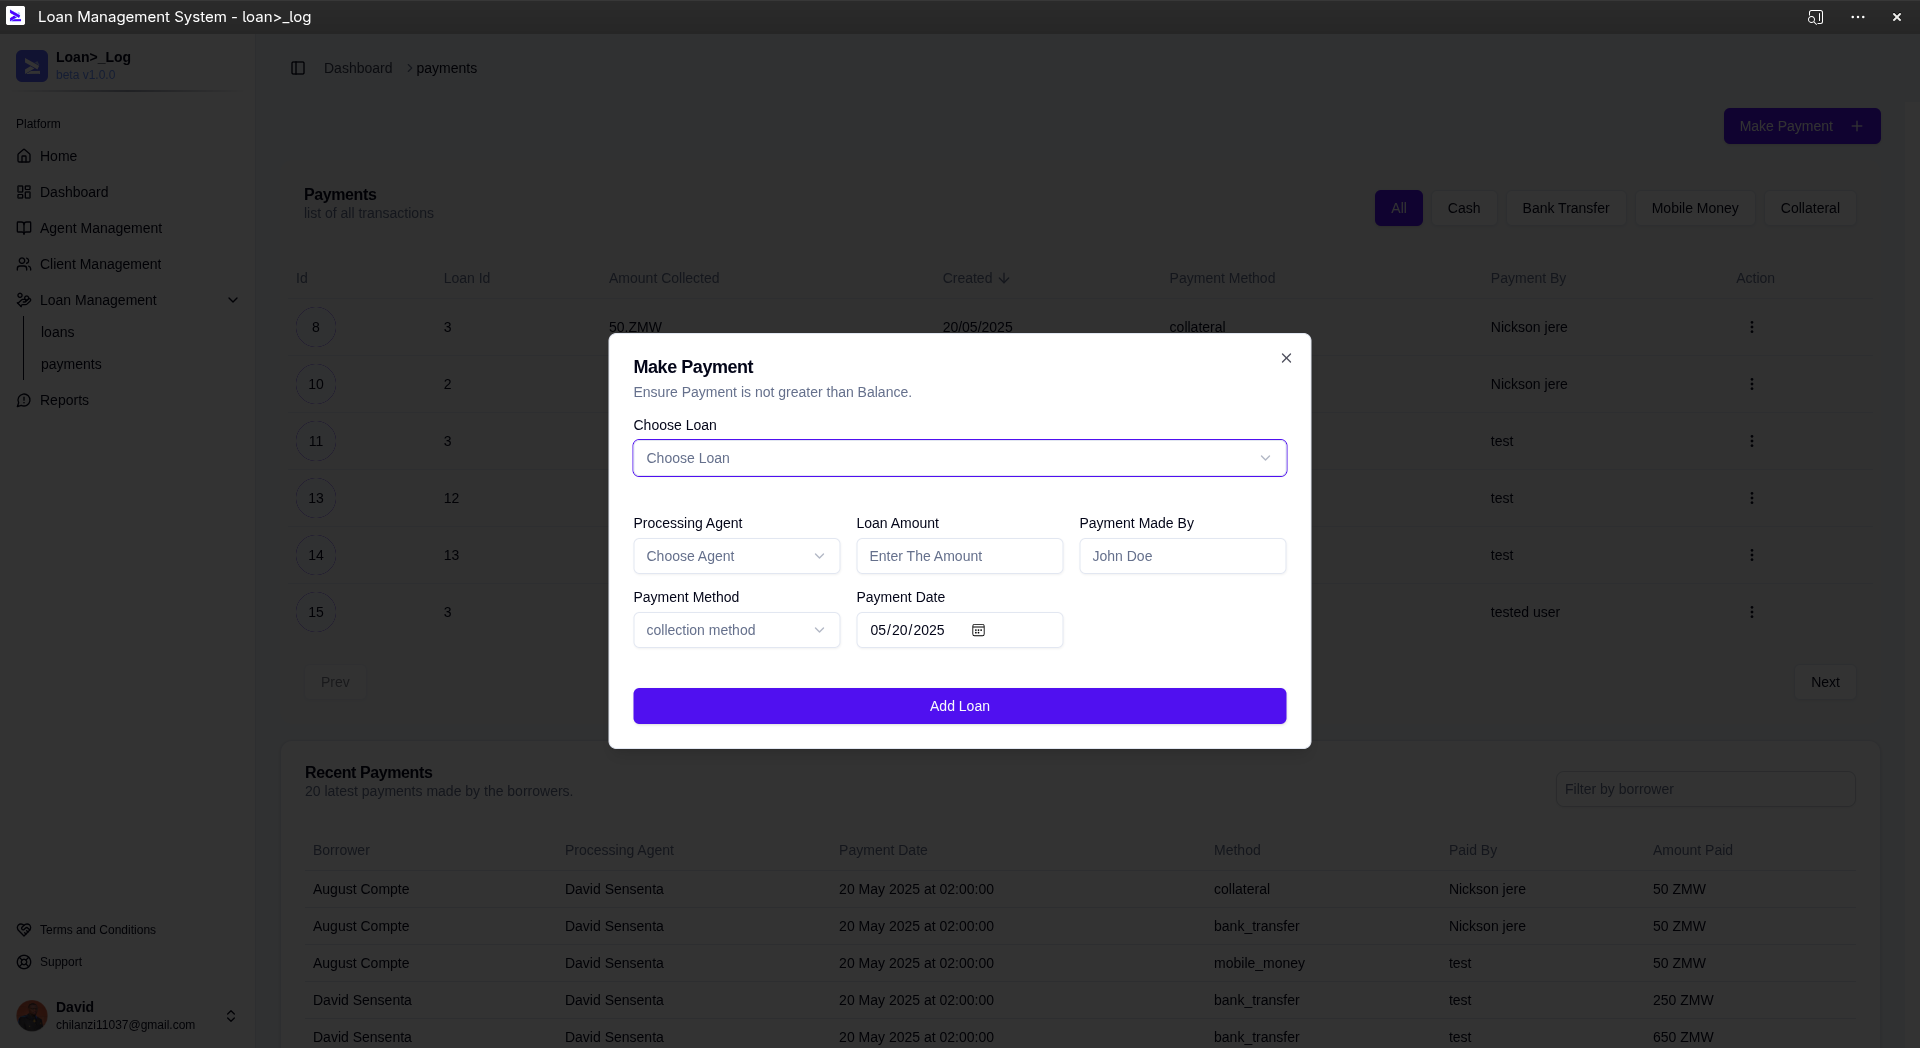 Loan Management System - loan>_log
Loan>_Log
beta v1.0.0
Platform
Home
Dashboard
Agent Management
Client Management
Loan Management
loans
payments
Reports
Terms and Conditions
Support
David
chilanzi11037@gmail.com
Dashboard payments
Make Payment
Payments
list of all transactions
All Cash Bank Transfer Mobile Money Collateral
Id Loan Id Amount Collected Created Payment Method Payment By Action
8 3 50.ZMW 20/05/2025 collateral Nickson jere
10 2 Nickson jere
11 3 test
13 12 test
14 13 test
15 3 tested user
Prev Next
Make Payment
Ensure Payment is not greater than Balance.
Choose Loan
Choose Loan
Processing Agent Loan Amount Payment Made By
Choose Agent Enter The Amount John Doe
Payment Method Payment Date
collection method 05/20/2025
Add Loan
Recent Payments
20 latest payments made by the borrowers.
Filter by borrower
Borrower Processing Agent Payment Date Method Paid By Amount Paid
August Compte David Sensenta 20 May 2025 at 02:00:00 collateral Nickson jere 50 ZMW
August Compte David Sensenta 20 May 2025 at 02:00:00 bank_transfer Nickson jere 50 ZMW
August Compte David Sensenta 20 May 2025 at 02:00:00 mobile_money test 50 ZMW
David Sensenta David Sensenta 20 May 2025 at 02:00:00 bank_transfer test 250 ZMW
David Sensenta David Sensenta 20 May 2025 at 02:00:00 bank_transfer test 650 ZMW